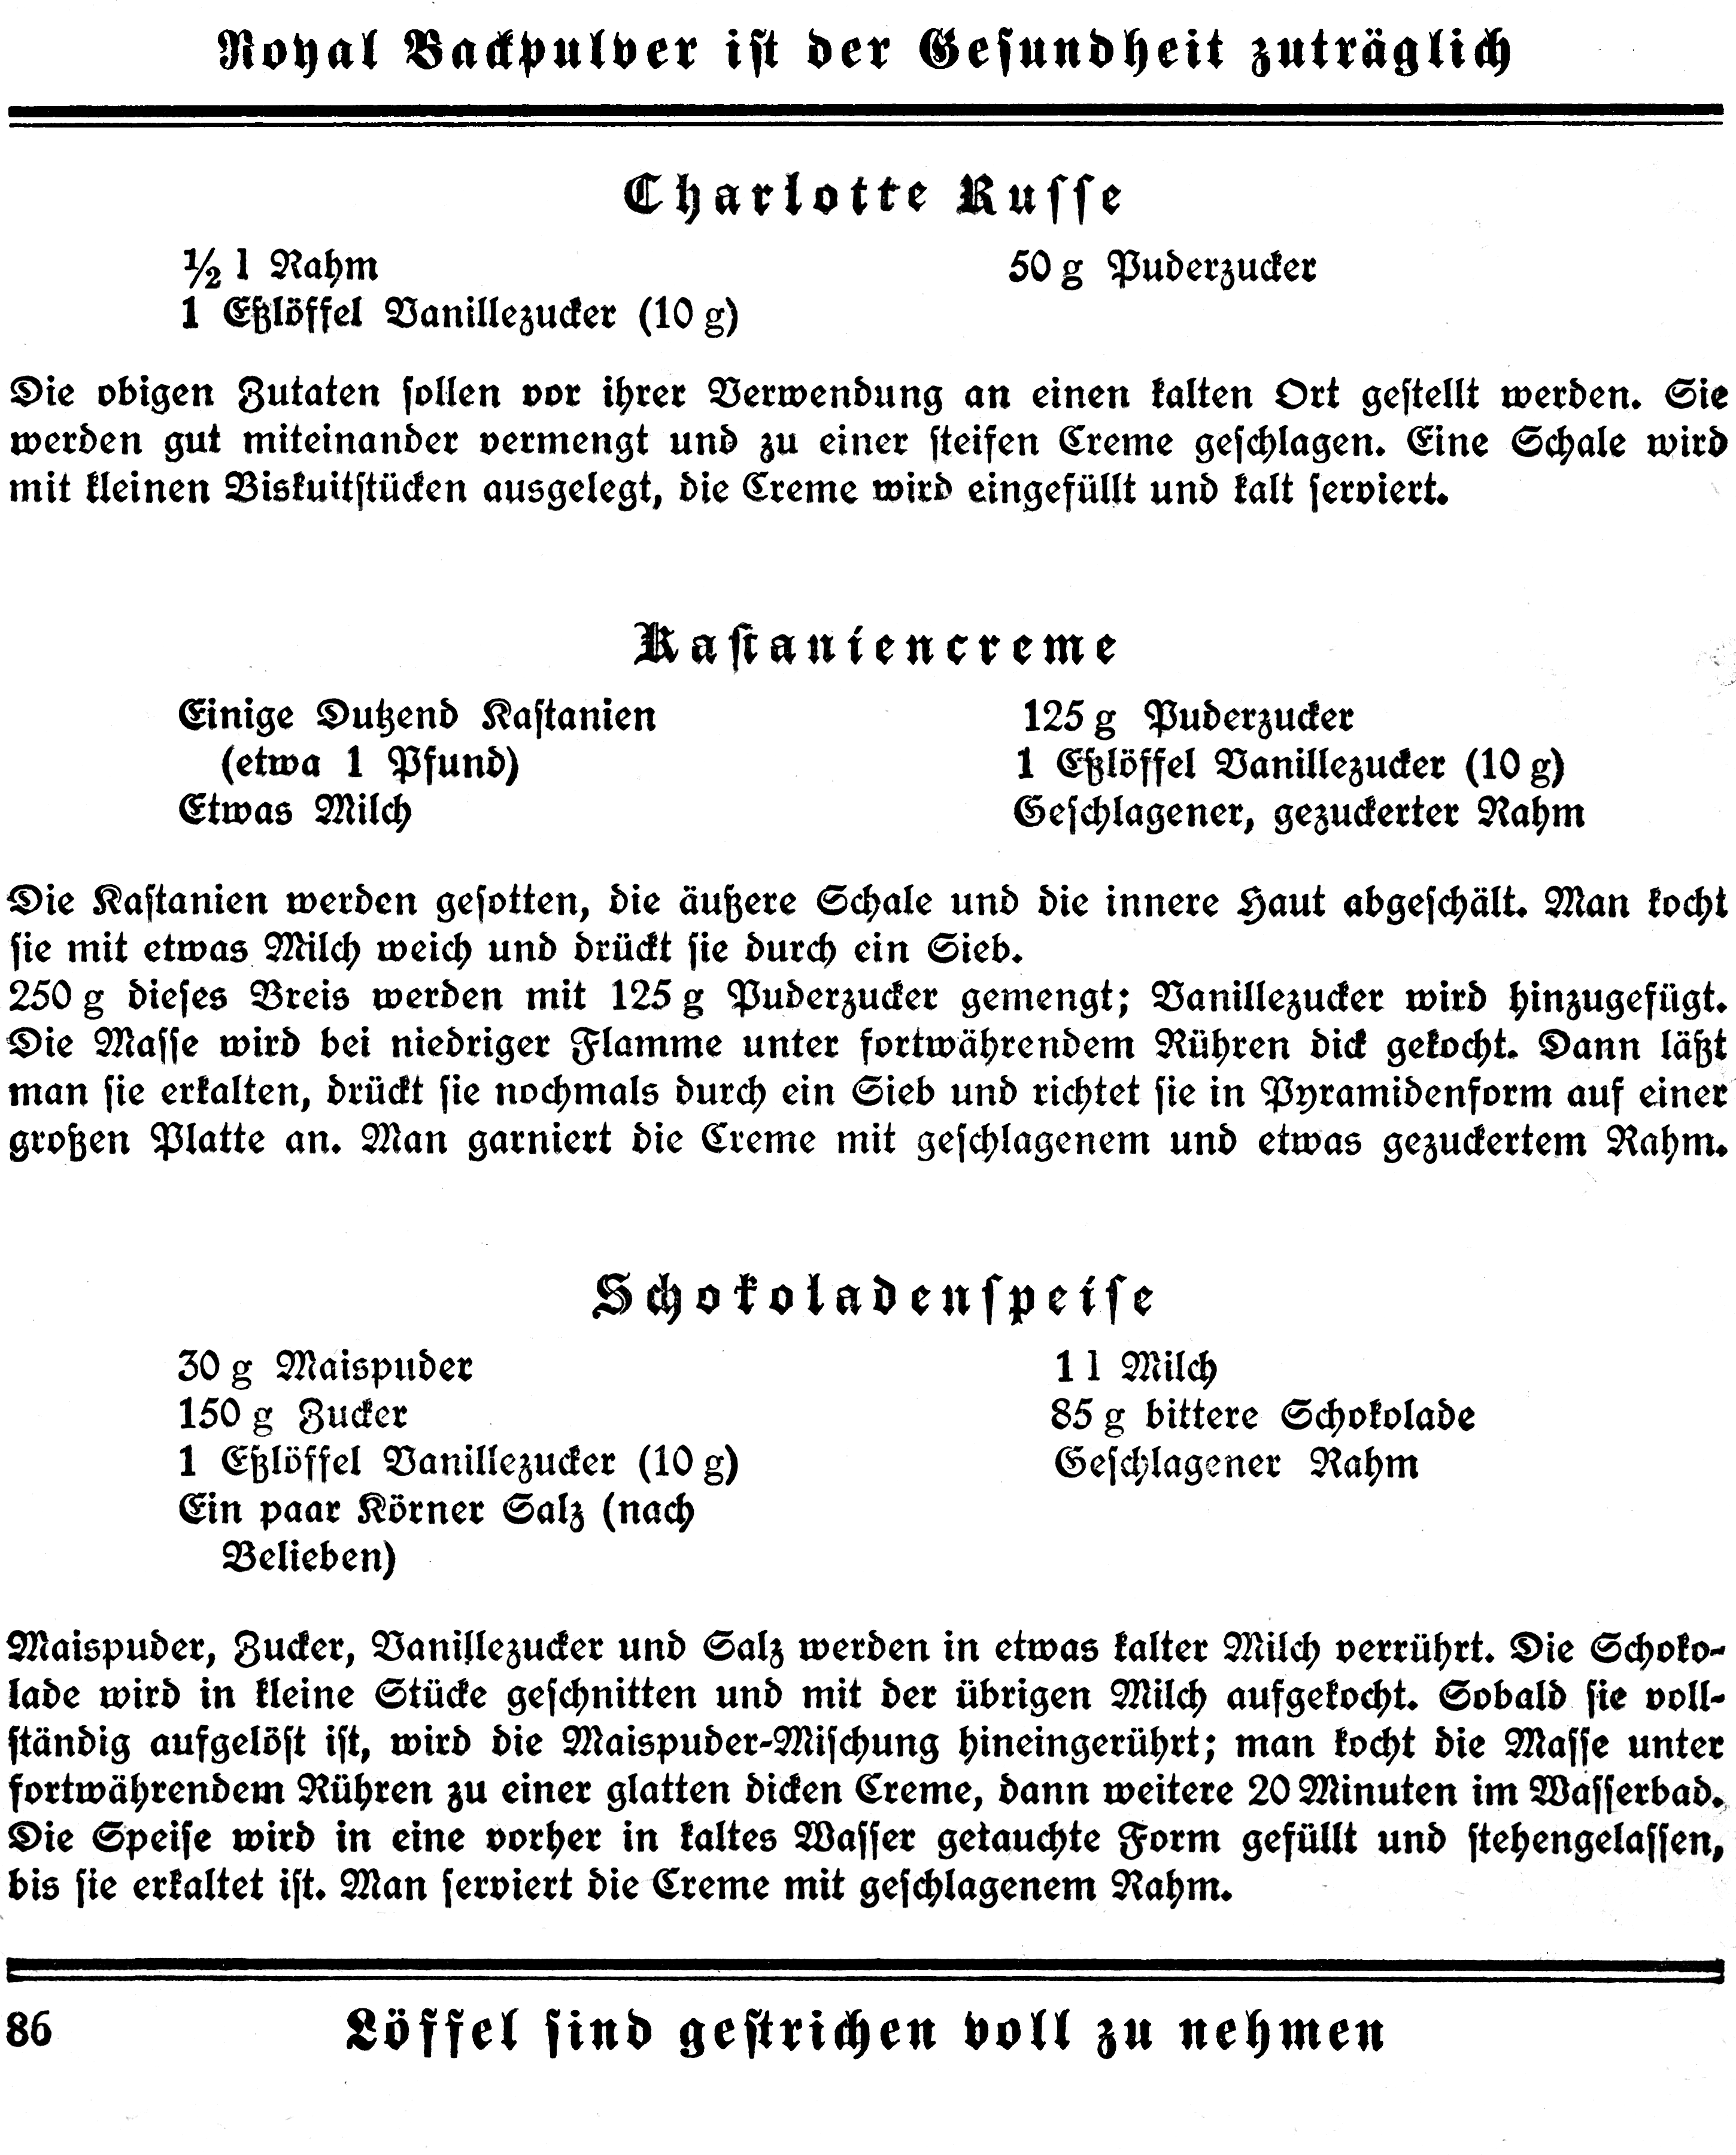 Royal Backpulver ist der Gesundheit zuträglich
Charlotte Russe
½ l Rahm
1 Eßlöffel Vanillezucker (10 g)
50 g Puderzucker
Die obigen Zutaten sollen vor ihrer Verwendung an einen kalten Ort gestellt werden. Sie
werden gut miteinander vermengt und zu einer steifen Creme geschlagen. Eine Schale wird
mit kleinen Biskuitstücken ausgelegt, die Creme wird eingefüllt und kalt serviert.
Kastaniencreme
Einige Dutzend Kastanien
(etwa 1 Pfund)
Etwas Milch
125 g Puderzucker
1 Eßlöffel Vanillezucker (10 g)
Geschlagener, gezuckerter Rahm
Die Kastanien werden gesotten, die äußere Schale und die innere Haut abgeschält. Man kocht
sie mit etwas Milch weich und drückt sie durch ein Sieb.
250 g dieses Breis werden mit 125 g Puderzucker gemengt; Vanillezucker wird hinzugefügt.
Die Masse wird bei niedriger Flamme unter fortwährendem Rühren dick gekocht. Dann läßt
man sie erkalten, drückt sie nochmals durch ein Sieb und richtet sie in Pyramidenform auf einer
großen Platte an. Man garniert die Creme mit geschlagenem und etwas gezuckertem Rahm.
Schokoladenspeise
30 g Maispuder
150 g Zucker
1 Eßlöffel Vanillezucker (10 g)
Ein paar Körner Salz (nach
Belieben)
1 l Milch
85 g bittere Schokolade
Geschlagener Rahm
Maispuder, Zucker, Vanillezucker und Salz werden in etwas kalter Milch verrührt. Die Schoko-
lade wird in kleine Stücke geschnitten und mit der übrigen Milch aufgekocht. Sobald sie voll-
ständig aufgelöst ist, wird die Maispuder-Mischung hineingerührt; man kocht die Masse unter
fortwährendem Rühren zu einer glatten dicken Creme, dann weitere 20 Minuten im Wasserbad.
Die Speise wird in eine vorher in kaltes Wasser getauchte Form gefüllt und stehengelassen,
bis sie erkaltet ist. Man serviert die Creme mit geschlagenem Rahm.
86
Löffel sind gestrichen voll zu nehmen